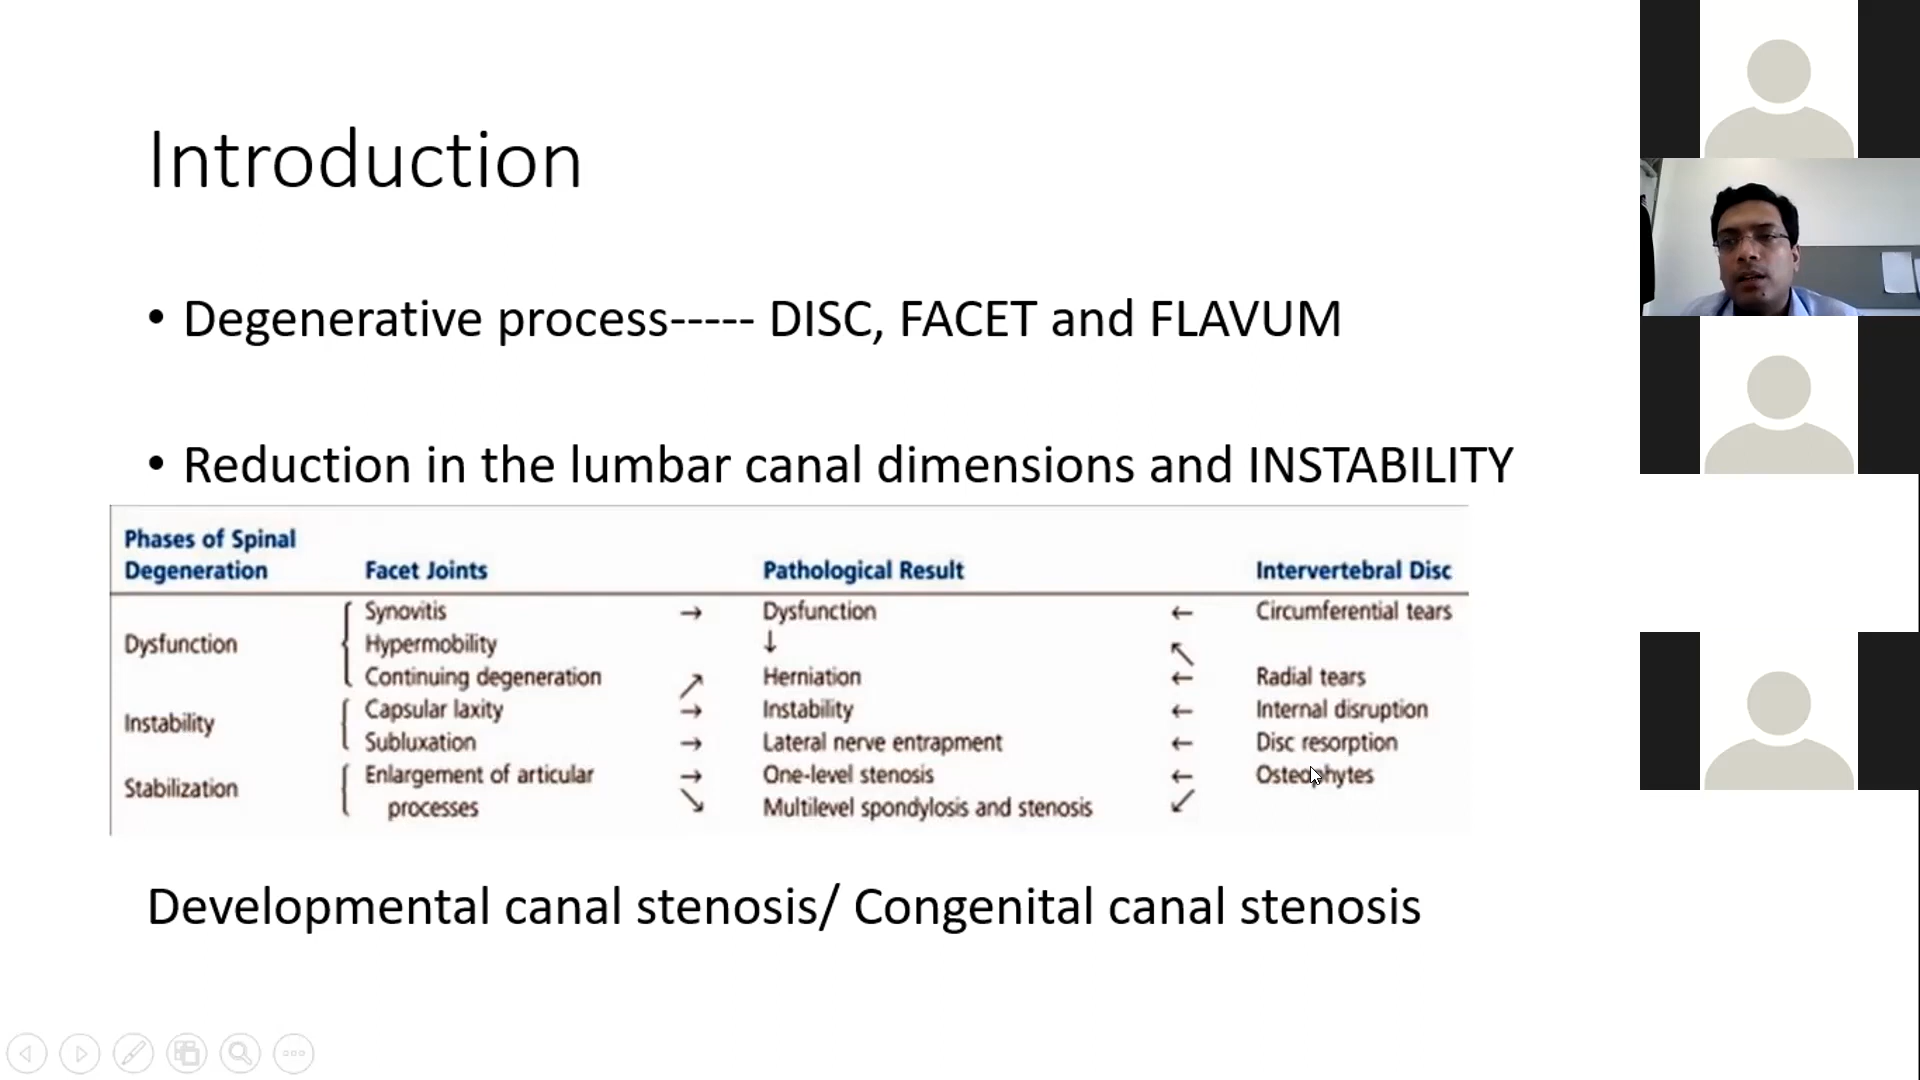 Introduction
• Degenerative process----- DISC, FACET and FLAVUM
• Reduction in the lumbar canal dimensions and INSTABILITY
Phases of Spinal
Degeneration Facet Joints Pathological Result Intervertebral Disc
Synovitis → Dysfunction ← Circumferential tears
Dysfunction Hypermobility ↓ ↖
Continuing degeneration ↗ Herniation ← Radial tears
Instability Capsular laxity → Instability ← Internal disruption
Subluxation → Lateral nerve entrapment ← Disc resorption
Stabilization Enlargement of articular → One-level stenosis ← Osteophytes
processes ↘ Multilevel spondylosis and stenosis ↙
Developmental canal stenosis/ Congenital canal stenosis